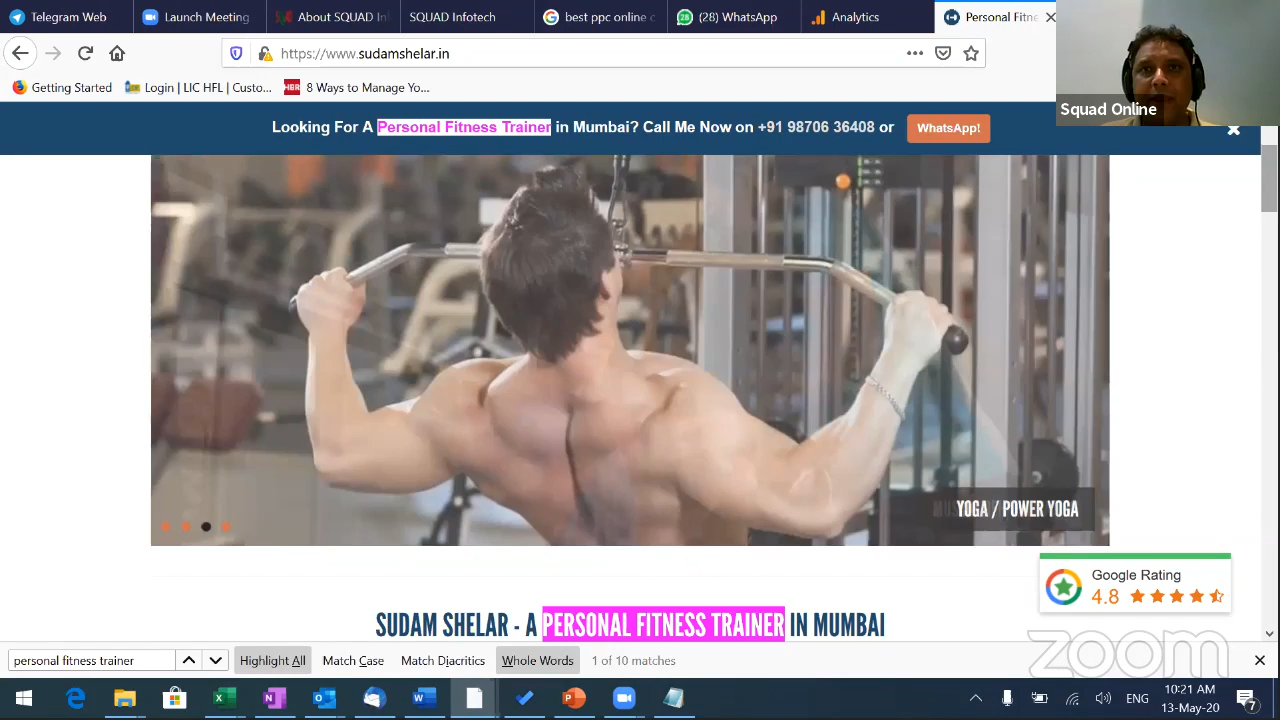 Telegram Web
Launch Meeting
About SQUAD In
SQUAD Infotech
best ppc online c
(28) WhatsApp
Analytics
Personal Fitne
https://www.sudamshelar.in
Getting Started
Login | LIC HFL | Custo...
HBR
8 Ways to Manage Yo...
Squad Online
Looking For A Personal Fitness Trainer in Mumbai? Call Me Now on +91 98706 36408 or
WhatsApp!
YOGA / POWER YOGA
Google Rating
4.8
SUDAM SHELAR - A PERSONAL FITNESS TRAINER IN MUMBAI
zoom
personal fitness trainer
Highlight All
Match Case
Match Diacritics
Whole Words
1 of 10 matches
ENG
10:21 AM
13-May-20
7